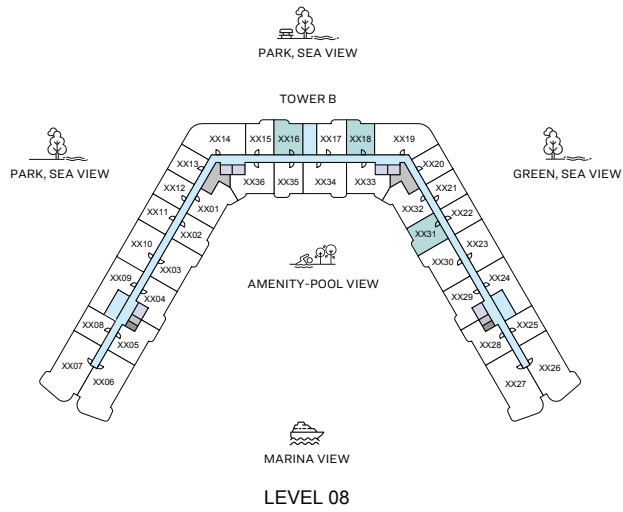 PARK, SEA VIEW
TOWER B
XX14
XX15
XX16
XX17
XX18
XX19
PARK, SEA VIEW
GREEN, SEA VIEW
XX13
XX36
XX35
XX34
XX33
XX20
XX12
XX21
XX11
XX01
XX32
XX22
XX02
XX31
XX10
XX23
XX03
XX30
XX09
AMENITY-POOL VIEW
XX24
XX04
XX29
XX08
XX25
XX05
XX28
XX07
XX26
XX06
XX27
MARINA VIEW
LEVEL 08